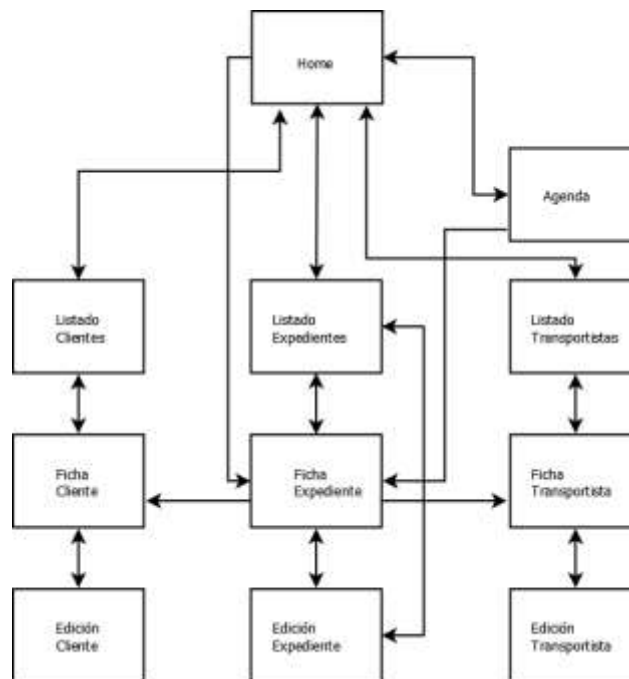 Home
Agenda
Listado
Clientes
Listado
Expedientes
Listado
Transportistas
Ficha
Cliente
Ficha
Expediente
Ficha
Transportista
Edición
Cliente
Edición
Expediente
Edición
Transportista